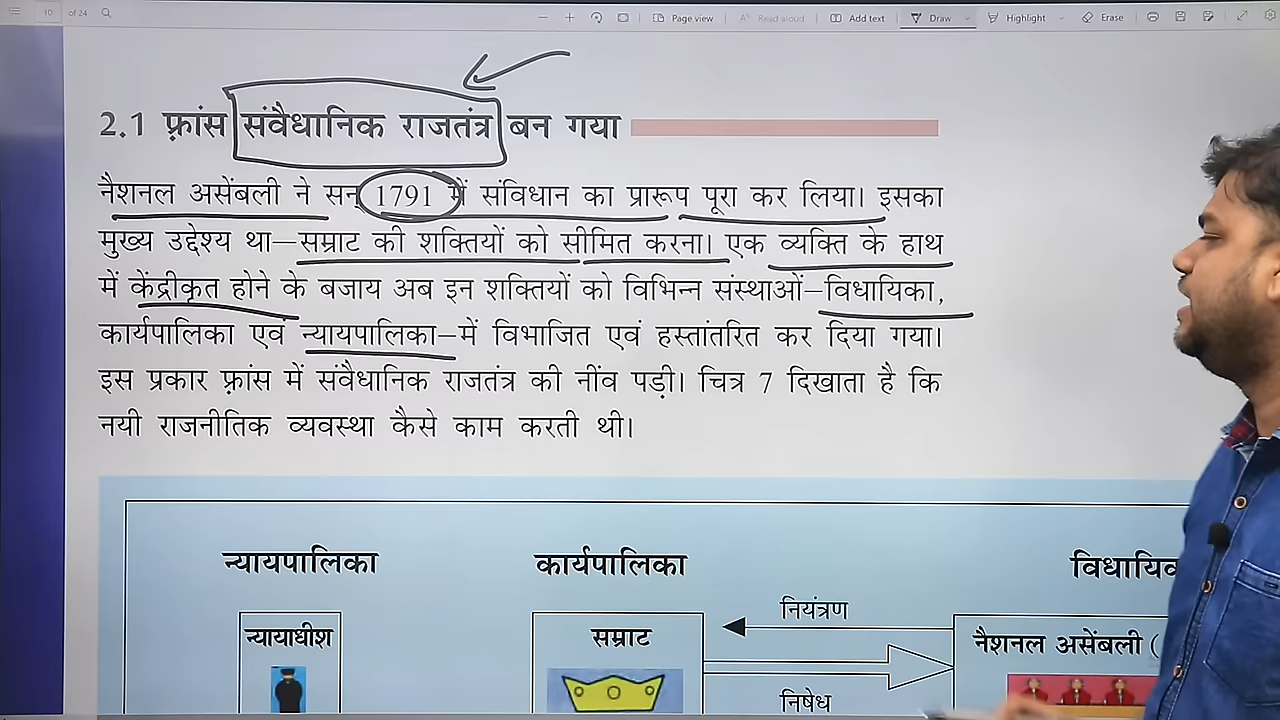 10 of 24
Page view
Read aloud
Add text
Draw
Highlight
Erase
2.1 फ़्रांस संवैधानिक राजतंत्र बन गया
नैशनल असेंबली ने सन् 1791 में संविधान का प्रारूप पूरा कर लिया। इसका
मुख्य उद्देश्य था—सम्राट की शक्तियों को सीमित करना। एक व्यक्ति के हाथ
में केंद्रीकृत होने के बजाय अब इन शक्तियों को विभिन्न संस्थाओं—विधायिका,
कार्यपालिका एवं न्यायपालिका—में विभाजित एवं हस्तांतरित कर दिया गया।
इस प्रकार फ़्रांस में संवैधानिक राजतंत्र की नींव पड़ी। चित्र 7 दिखाता है कि
नयी राजनीतिक व्यवस्था कैसे काम करती थी।
न्यायपालिका कार्यपालिका
नियंत्रण
न्यायाधीश सम्राट नैशनल असेंबली (
निषेध